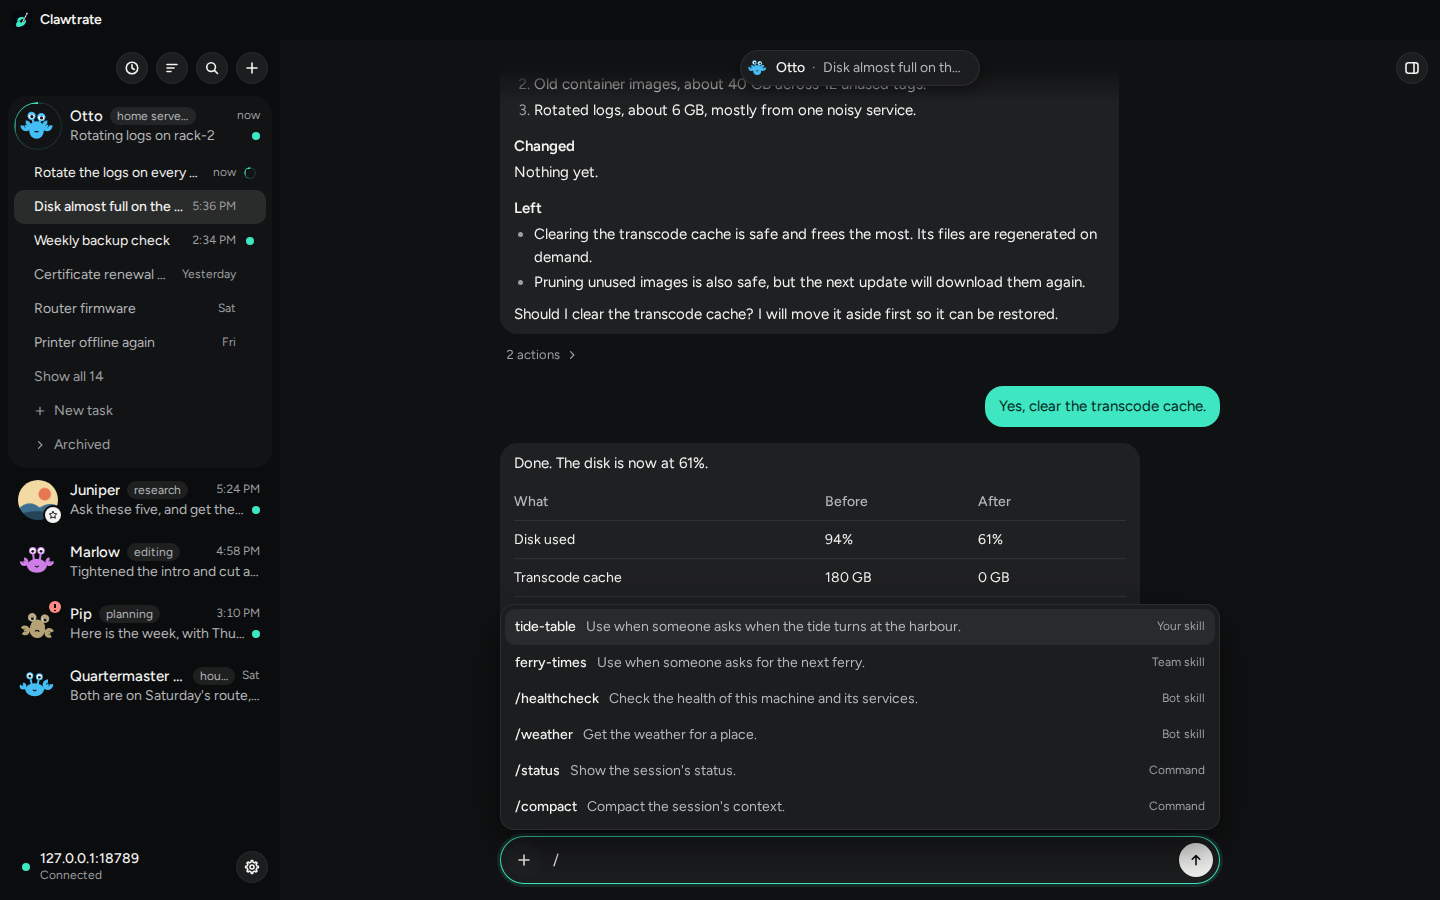 Clawtrate
Otto home serve... now
Rotating logs on rack-2
Rotate the logs on every ... now
Disk almost full on the ... 5:36 PM
Weekly backup check 2:34 PM
Certificate renewal ... Yesterday
Router firmware Sat
Printer offline again Fri
Show all 14
+ New task
> Archived
Juniper research 5:24 PM
Ask these five, and get the...
Marlow editing 4:58 PM
Tightened the intro and cut a...
Pip planning 3:10 PM
Here is the week, with Thu...
Quartermaster ... hou... Sat
Both are on Saturday's route,...
127.0.0.1:18789
Connected
Otto · Disk almost full on th...
2. Old container images, about 40 GB across 12 unused tags.
3. Rotated logs, about 6 GB, mostly from one noisy service.
Changed
Nothing yet.
Left
• Clearing the transcode cache is safe and frees the most. Its files are regenerated on
demand.
• Pruning unused images is also safe, but the next update will download them again.
Should I clear the transcode cache? I will move it aside first so it can be restored.
2 actions >
Yes, clear the transcode cache.
Done. The disk is now at 61%.
What Before After
Disk used 94% 61%
Transcode cache 180 GB 0 GB
tide-table Use when someone asks when the tide turns at the harbour. Your skill
ferry-times Use when someone asks for the next ferry. Team skill
/healthcheck Check the health of this machine and its services. Bot skill
/weather Get the weather for a place. Bot skill
/status Show the session's status. Command
/compact Compact the session's context. Command
/